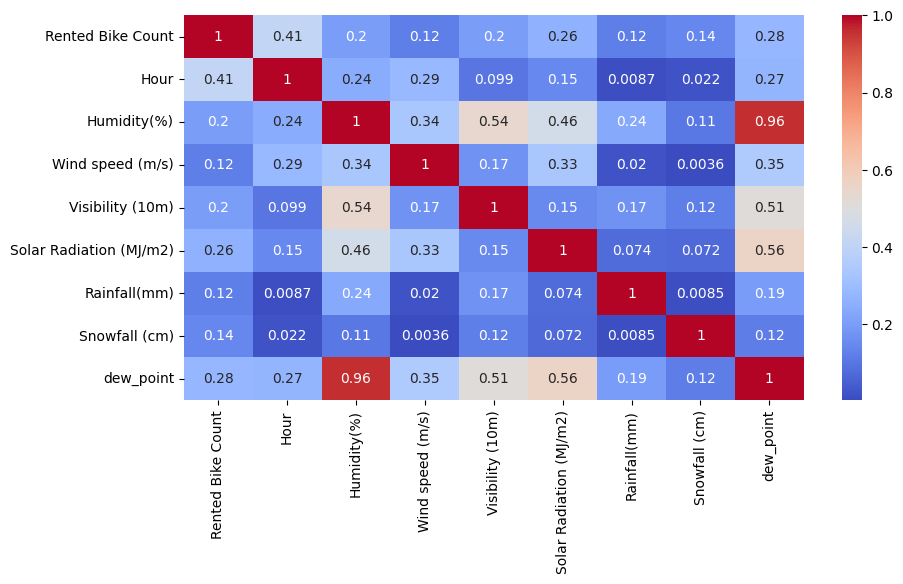 Rented Bike Count 1 0.41 0.2 0.12 0.2 0.26 0.12 0.14 0.28
Hour 0.41 1 0.24 0.29 0.099 0.15 0.0087 0.022 0.27
Humidity(%) 0.2 0.24 1 0.34 0.54 0.46 0.24 0.11 0.96
Wind speed (m/s) 0.12 0.29 0.34 1 0.17 0.33 0.02 0.0036 0.35
Visibility (10m) 0.2 0.099 0.54 0.17 1 0.15 0.17 0.12 0.51
Solar Radiation (MJ/m2) 0.26 0.15 0.46 0.33 0.15 1 0.074 0.072 0.56
Rainfall(mm) 0.12 0.0087 0.24 0.02 0.17 0.074 1 0.0085 0.19
Snowfall (cm) 0.14 0.022 0.11 0.0036 0.12 0.072 0.0085 1 0.12
dew_point 0.28 0.27 0.96 0.35 0.51 0.56 0.19 0.12 1
Rented Bike Count
Hour
Humidity(%)
Wind speed (m/s)
Visibility (10m)
Solar Radiation (MJ/m2)
Rainfall(mm)
Snowfall (cm)
dew_point
1.0
0.8
0.6
0.4
0.2